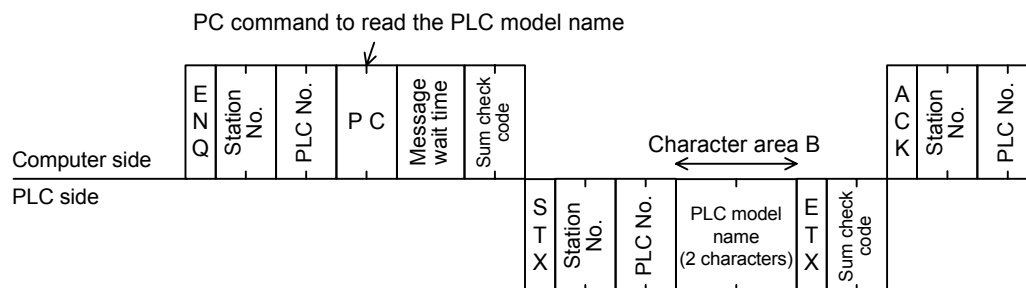 PC command to read the PLC model name
E
N
Q
Station
No.
PLC No.
P C
Message
wait time
Sum check
code
A
C
K
Station
No.
PLC No.
Character area B
Computer side
PLC side
S
T
X
Station
No.
PLC No.
PLC model
name
(2 characters)
E
T
X
Sum check
code